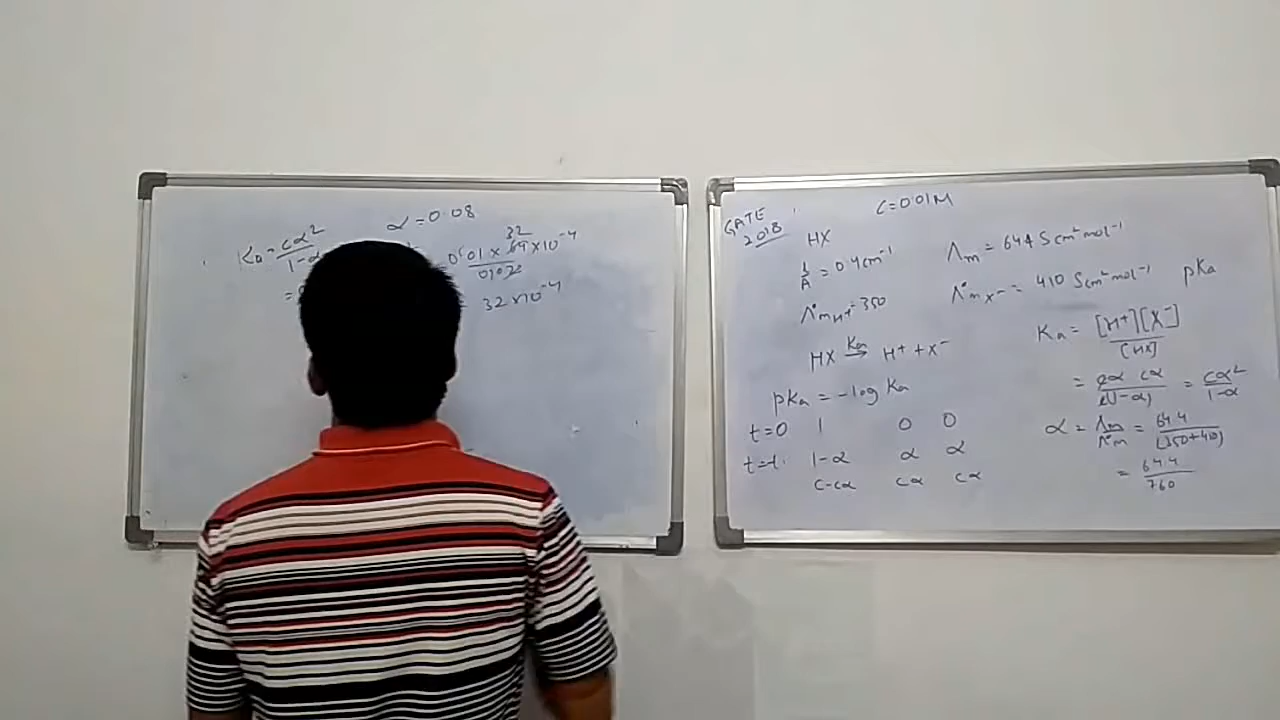 α = 0.08
Ka = cα²/1-α
0.01 × 64 × 10⁻⁴
32
32 × 10⁻⁴
GATE 2018
C = 0.01M
HX
l/A = 0.4 cm⁻¹
Λm = 64.4 S cm² mol⁻¹
Λ°m H⁺ = 350
Λ°m X⁻ = 410 S cm² mol⁻¹
pKa
HX →Ka H⁺ + X⁻
Ka = [H⁺][X⁻]/[HX]
pKa = -log Ka
= cα cα/c(1-α) = cα²/1-α
t=0 1 0 0
α = Λm/Λ°m = 64.4/(350+410)
t=t 1-α α α
c-cα cα cα
= 64.4/760